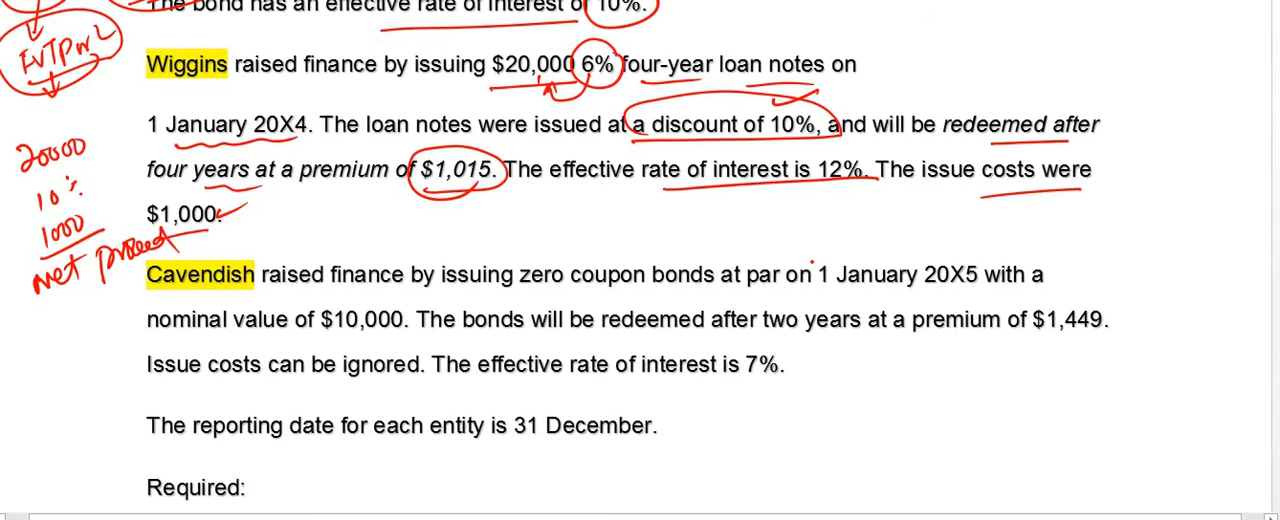 The bond has an effective rate of interest of 10%.
FVTPnL
Wiggins raised finance by issuing $20,000 6% four-year loan notes on
1 January 20X4. The loan notes were issued at a discount of 10%, and will be redeemed after
four years at a premium of $1,015. The effective rate of interest is 12%. The issue costs were
$1,000.
20000
10%
1000
net proceed
Cavendish raised finance by issuing zero coupon bonds at par on 1 January 20X5 with a
nominal value of $10,000. The bonds will be redeemed after two years at a premium of $1,449.
Issue costs can be ignored. The effective rate of interest is 7%.
The reporting date for each entity is 31 December.
Required: